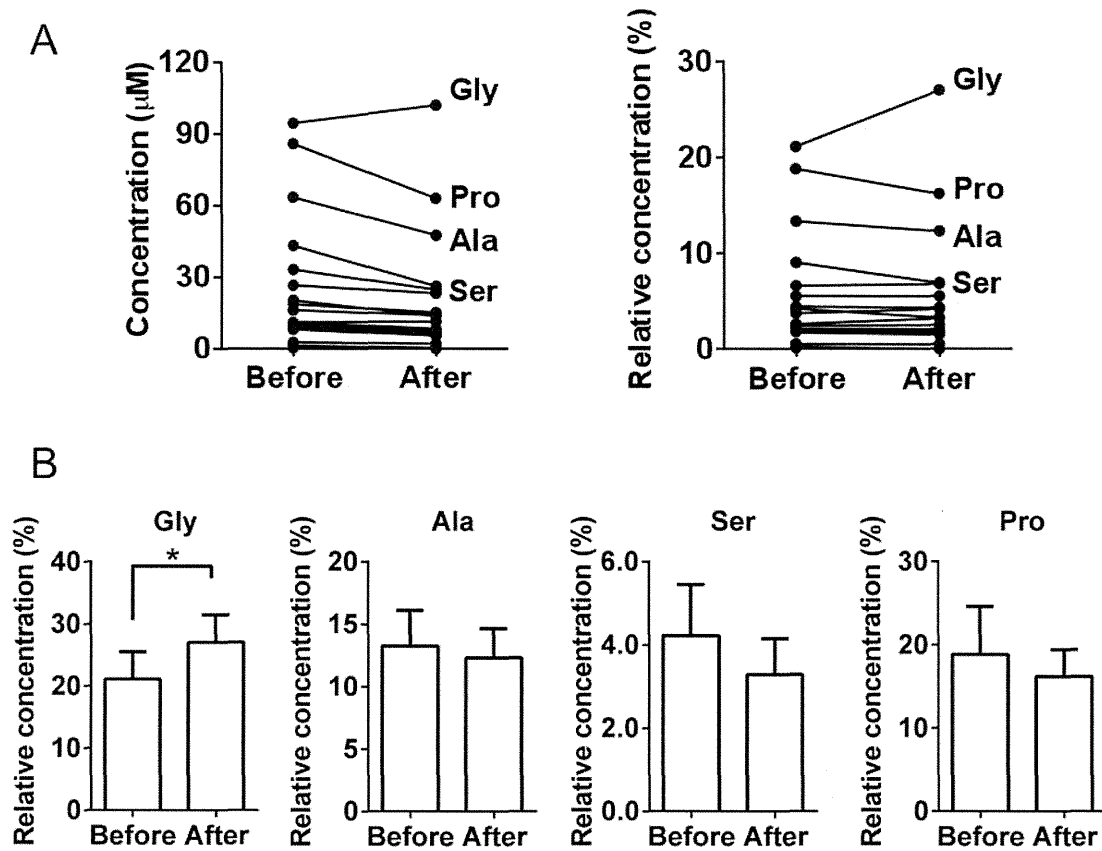 A
Concentration (μM)
120
90
60
30
0
Gly
Pro
Ala
Ser
Before After
Relative concentration (%)
30
20
10
0
Gly
Pro
Ala
Ser
Before After
B
Gly
Relative concentration (%)
40
30
20
10
0
*
Before After
Ala
Relative concentration (%)
20
15
10
5
0
Before After
Ser
Relative concentration (%)
6.0
4.0
2.0
0.0
Before After
Pro
Relative concentration (%)
30
20
10
0
Before After